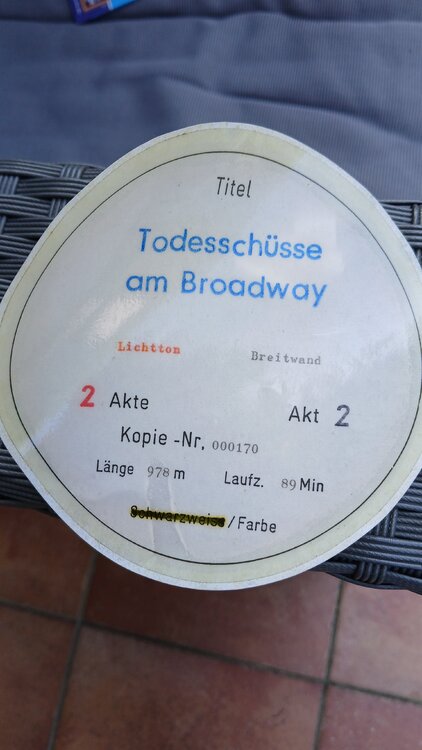 Titel
Todesschüsse
am Broadway
Lichtton Breitwand
2 Akte Akt 2
Kopie -Nr. 000170
Länge 978 m Laufz. 89 Min
Schwarzweiss/Farbe